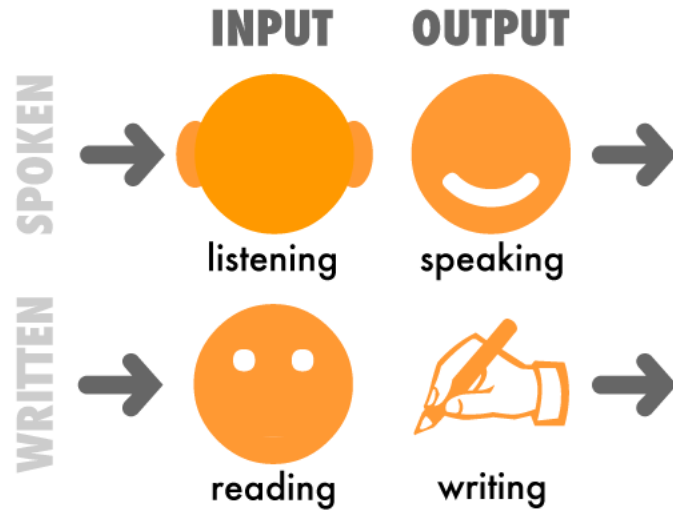 INPUT OUTPUT
SPOKEN
listening speaking
WRITTEN
reading writing